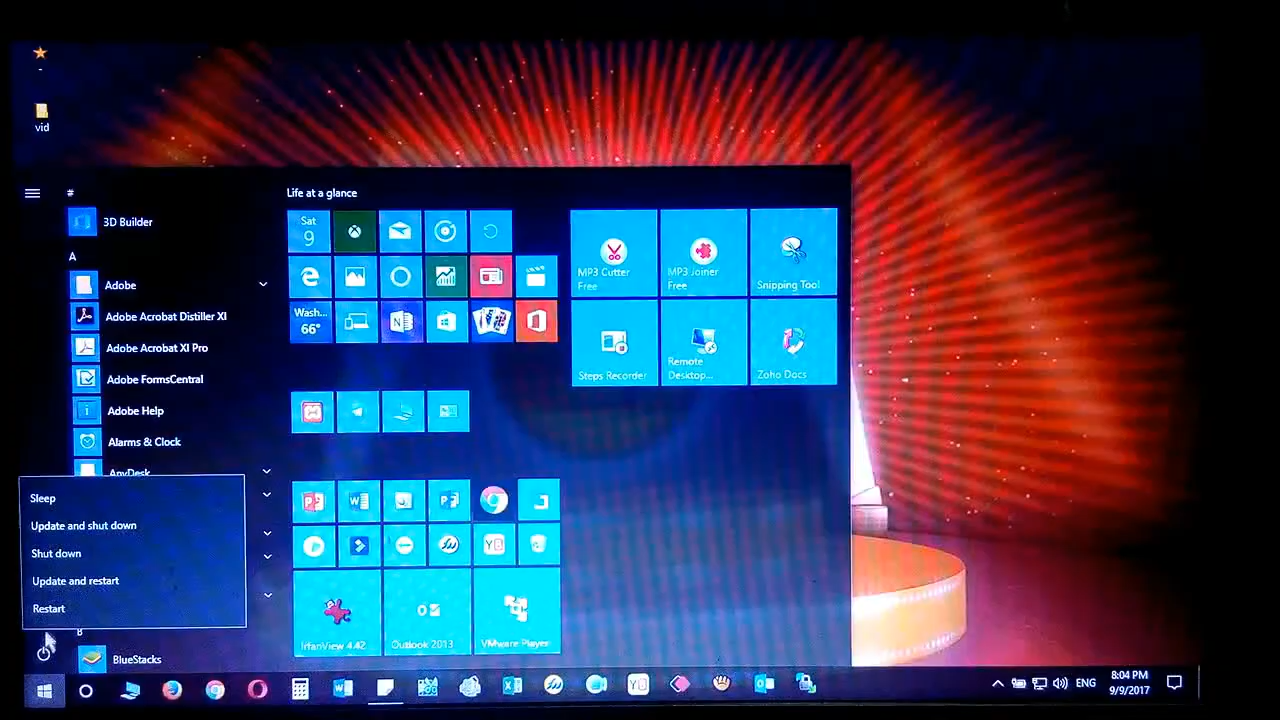 -
vid
#
3D Builder
A
Adobe
Adobe Acrobat Distiller XI
Adobe Acrobat XI Pro
Adobe FormsCentral
Adobe Help
Alarms & Clock
AnyDesk
Sleep
Update and shut down
Shut down
Update and restart
Restart
B
BlueStacks
Life at a glance
Sat
9
Wash...
66°
MP3 Cutter
Free
MP3 Joiner
Free
Snipping Tool
Steps Recorder
Remote
Desktop...
Zoho Docs
IrfanView 4.42
Outlook 2013
VMware Player
ENG
8:04 PM
9/9/2017